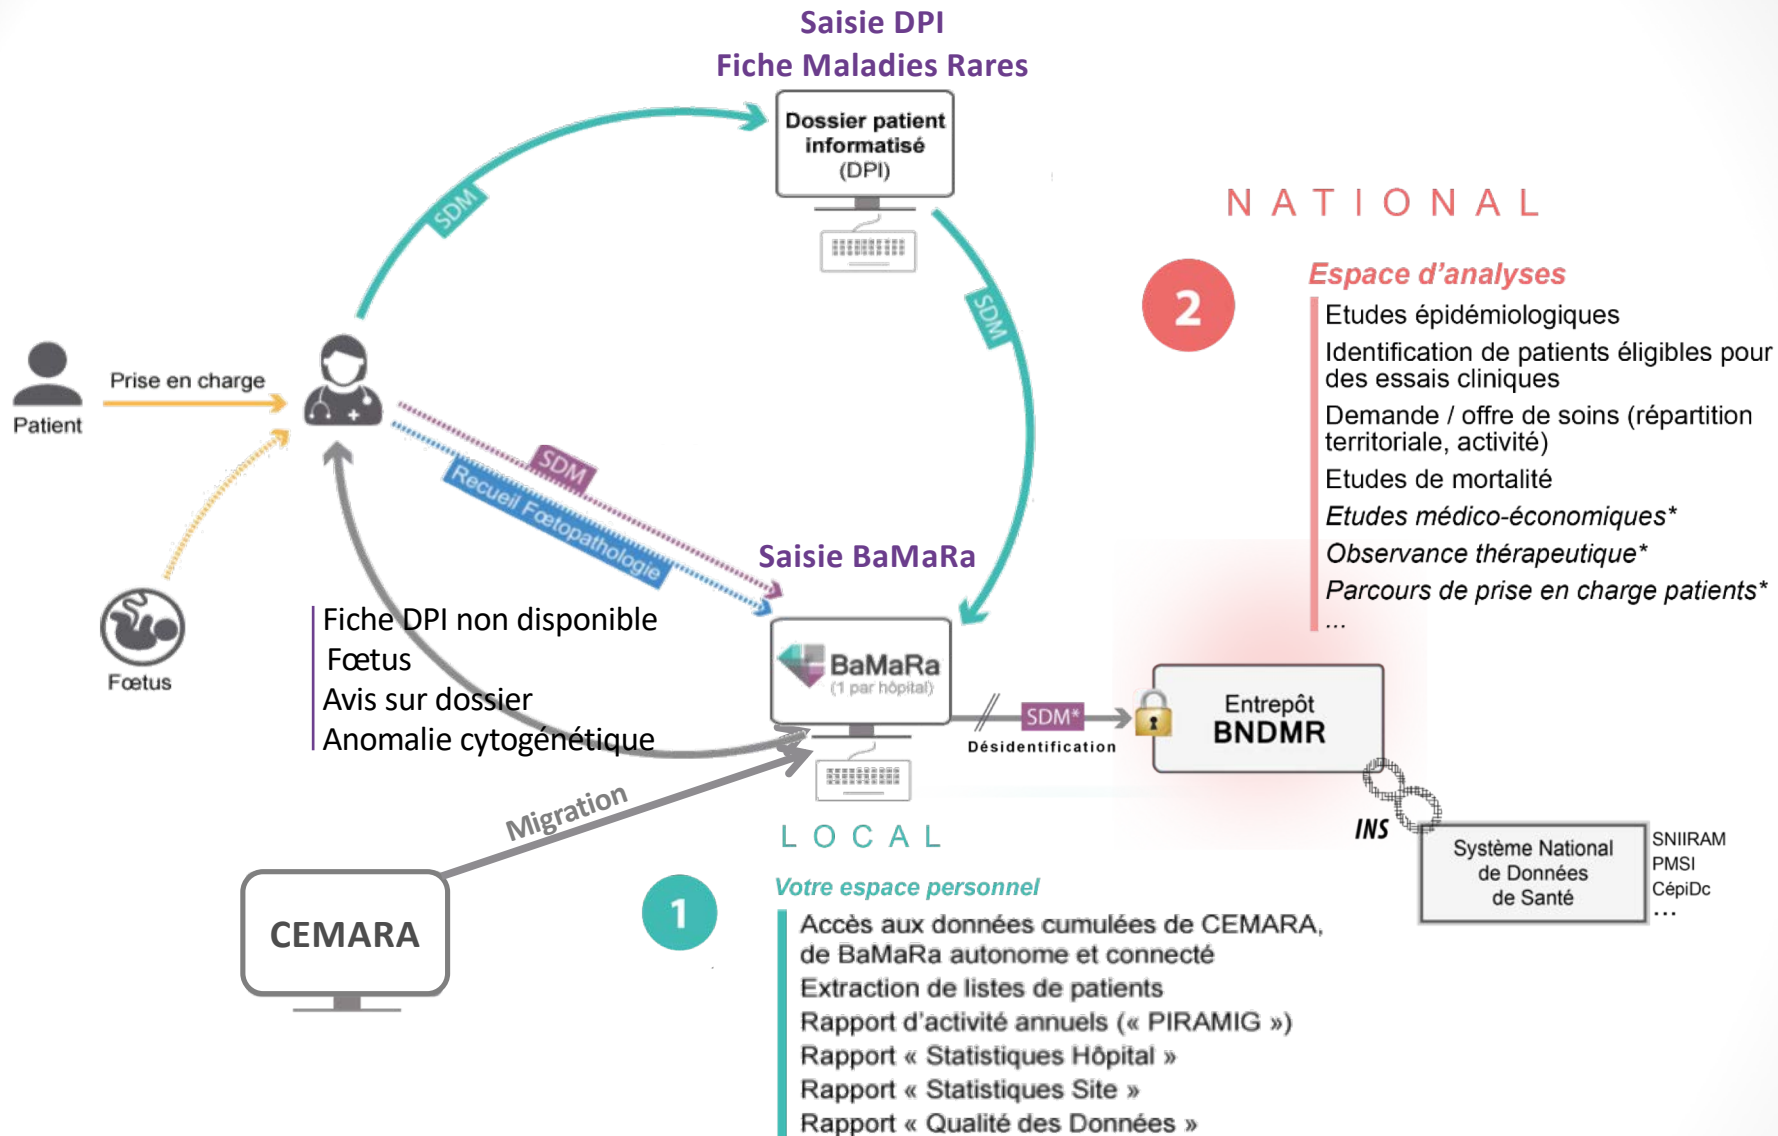 Saisie DPI
Fiche Maladies Rares
Dossier patient
informatisé
(DPI)
SDM
SDM
N A T I O N A L
2
Espace d'analyses
Etudes épidémiologiques
Identification de patients éligibles pour
des essais cliniques
Demande / offre de soins (répartition
territoriale, activité)
Etudes de mortalité
Etudes médico-économiques*
Observance thérapeutique*
Parcours de prise en charge patients*
...
Patient
Prise en charge
Fœtus
SDM
Recueil Fœtopathologie
Saisie BaMaRa
Fiche DPI non disponible
Fœtus
Avis sur dossier
Anomalie cytogénétique
BaMaRa
(1 par hôpital)
SDM*
Désidentification
Entrepôt
BNDMR
INS
Système National
de Données
de Santé
SNIIRAM
PMSI
CépiDc
...
Migration
CEMARA
L O C A L
1
Votre espace personnel
Accès aux données cumulées de CEMARA,
de BaMaRa autonome et connecté
Extraction de listes de patients
Rapport d'activité annuels (« PIRAMIG »)
Rapport « Statistiques Hôpital »
Rapport « Statistiques Site »
Rapport « Qualité des Données »